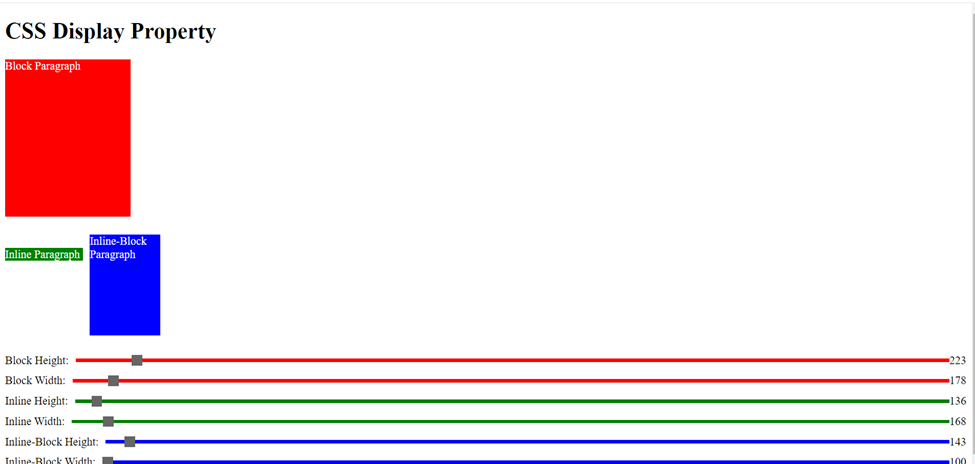 CSS Display Property
Block Paragraph
Inline Paragraph
Inline-Block
Paragraph
Block Height: 223
Block Width: 178
Inline Height: 136
Inline Width: 168
Inline-Block Height: 143
Inline-Block Width: 100